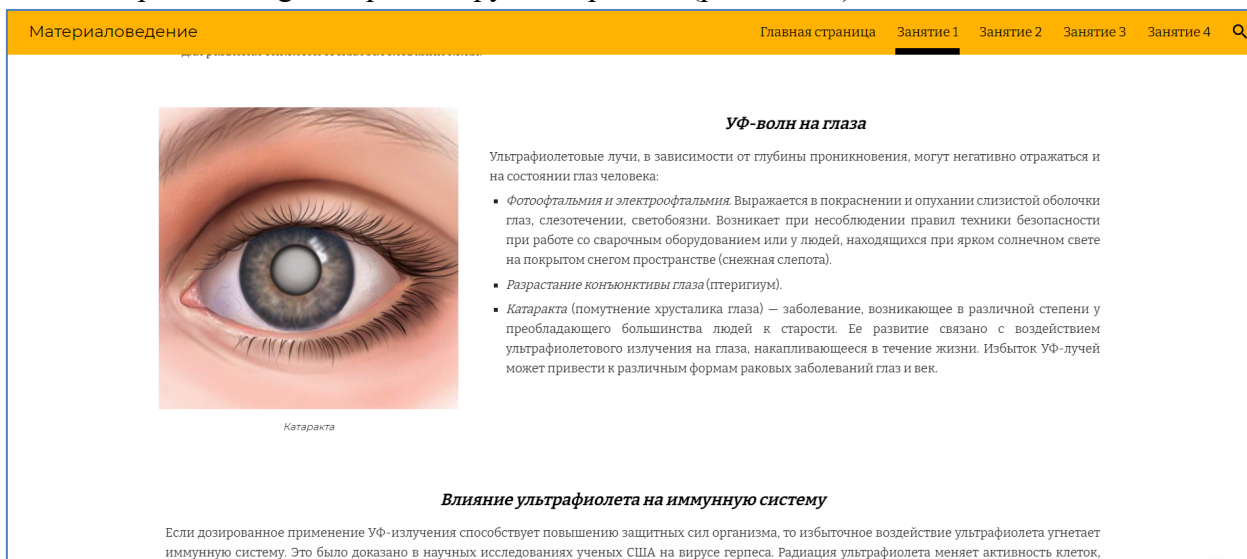 Материаловедение
Главная страница Занятие 1 Занятие 2 Занятие 3 Занятие 4
УФ-волн на глаза
Ультрафиолетовые лучи, в зависимости от глубины проникновения, могут негативно отражаться и
на состоянии глаз человека:
▪ Фотоофтальмия и электроофтальмия. Выражается в покраснении и опухании слизистой оболочки
глаз, слезотечении, светобоязни. Возникает при несоблюдении правил техники безопасности
при работе со сварочным оборудованием или у людей, находящихся при ярком солнечном свете
на покрытом снегом пространстве (снежная слепота).
▪ Разрастание конъюнктивы глаза (птеригиум).
▪ Катаракта (помутнение хрусталика глаза) — заболевание, возникающее в различной степени у
преобладающего большинства людей к старости. Ее развитие связано с воздействием
ультрафиолетового излучения на глаза, накапливающееся в течение жизни. Избыток УФ-лучей
может привести к различным формам раковых заболеваний глаз и век.
Катаракта
Влияние ультрафиолета на иммунную систему
Если дозированное применение УФ-излучения способствует повышению защитных сил организма, то избыточное воздействие ультрафиолета угнетает
иммунную систему. Это было доказано в научных исследованиях ученых США на вирусе герпеса. Радиация ультрафиолета меняет активность клеток,